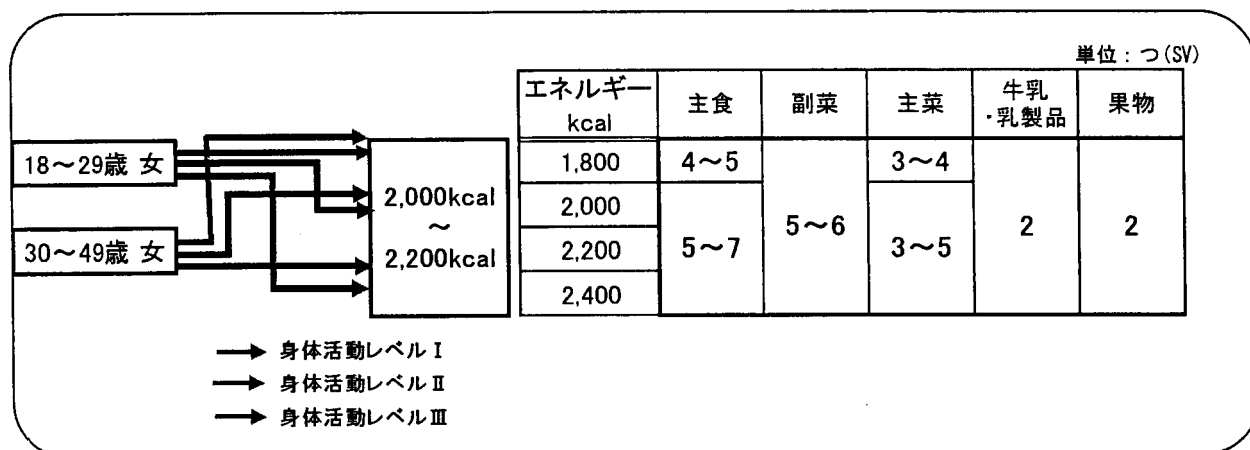 単位：つ(SV)
エネルギー
kcal
主食
副菜
主菜
牛乳
・乳製品
果物
18～29歳 女
30～49歳 女
2,000kcal
～
2,200kcal
1,800
4～5
3～4
2,000
2,200
2,400
5～7
5～6
3～5
2
2
身体活動レベルⅠ
身体活動レベルⅡ
身体活動レベルⅢ